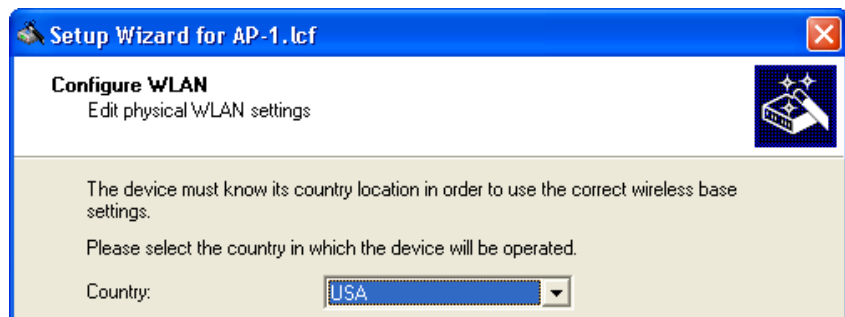 Setup Wizard for AP-1.lcf
Configure WLAN
Edit physical WLAN settings
The device must know its country location in order to use the correct wireless base
settings.
Please select the country in which the device will be operated.
Country:
USA